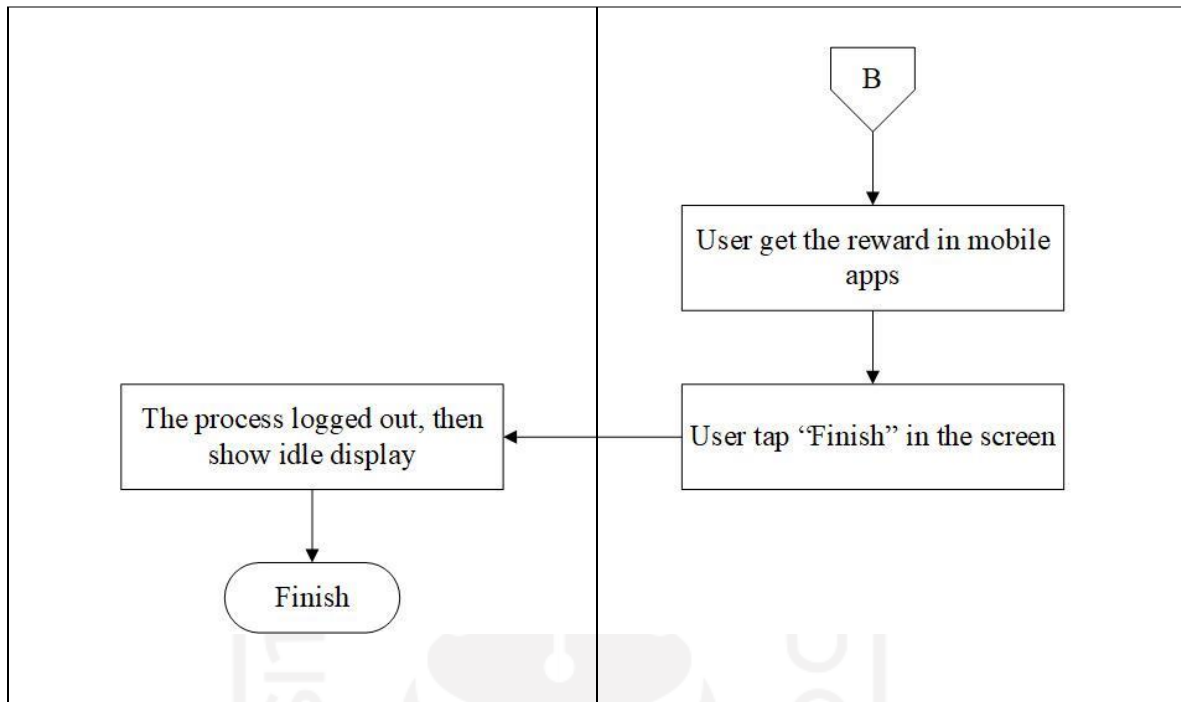 B
User get the reward in mobile
apps
User tap “Finish” in the screen
The process logged out, then
show idle display
Finish